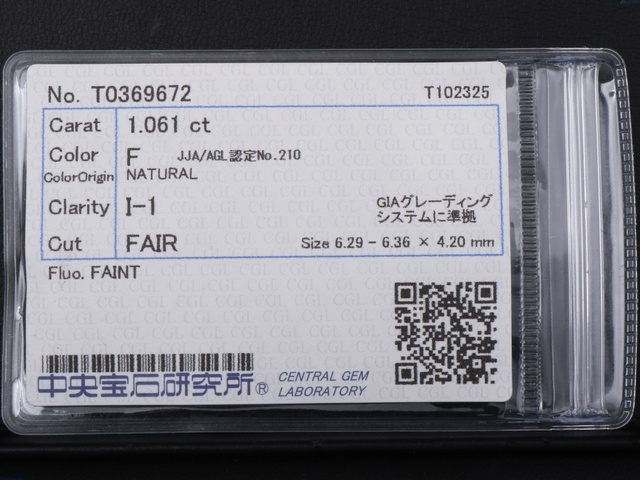 No. T0369672 T102325
Carat 1.061 ct
Color F JJA/AGL認定No.210
ColorOrigin NATURAL
Clarity I-1 GIAグレーディング
システムに準拠
Cut FAIR Size 6.29 - 6.36 × 4.20 mm
Fluo. FAINT
中央宝石研究所® CENTRAL GEM
LABORATORY